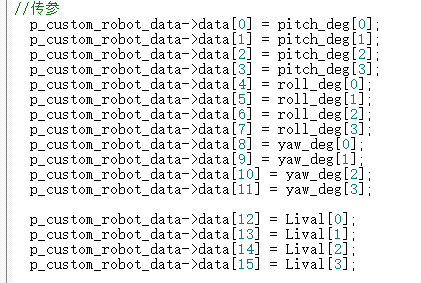 //传参
p_custom_robot_data->data[0] = pitch_deg[0];
p_custom_robot_data->data[1] = pitch_deg[1];
p_custom_robot_data->data[2] = pitch_deg[2];
p_custom_robot_data->data[3] = pitch_deg[3];
p_custom_robot_data->data[4] = roll_deg[0];
p_custom_robot_data->data[5] = roll_deg[1];
p_custom_robot_data->data[6] = roll_deg[2];
p_custom_robot_data->data[7] = roll_deg[3];
p_custom_robot_data->data[8] = yaw_deg[0];
p_custom_robot_data->data[9] = yaw_deg[1];
p_custom_robot_data->data[10] = yaw_deg[2];
p_custom_robot_data->data[11] = yaw_deg[3];
p_custom_robot_data->data[12] = Lival[0];
p_custom_robot_data->data[13] = Lival[1];
p_custom_robot_data->data[14] = Lival[2];
p_custom_robot_data->data[15] = Lival[3];